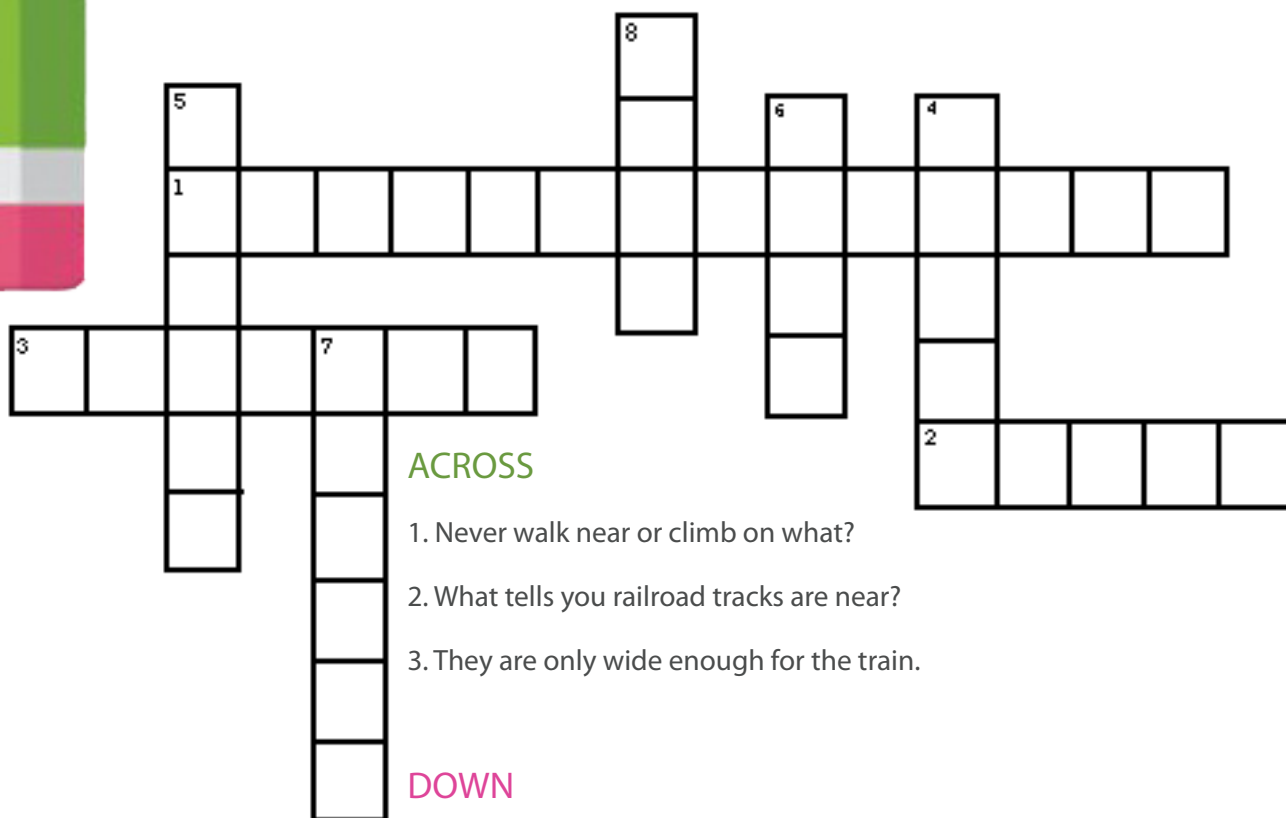 8
5
6
4
1
3
7
2
ACROSS
1. Never walk near or climb on what?
2. What tells you railroad tracks are near?
3. They are only wide enough for the train.
DOWN